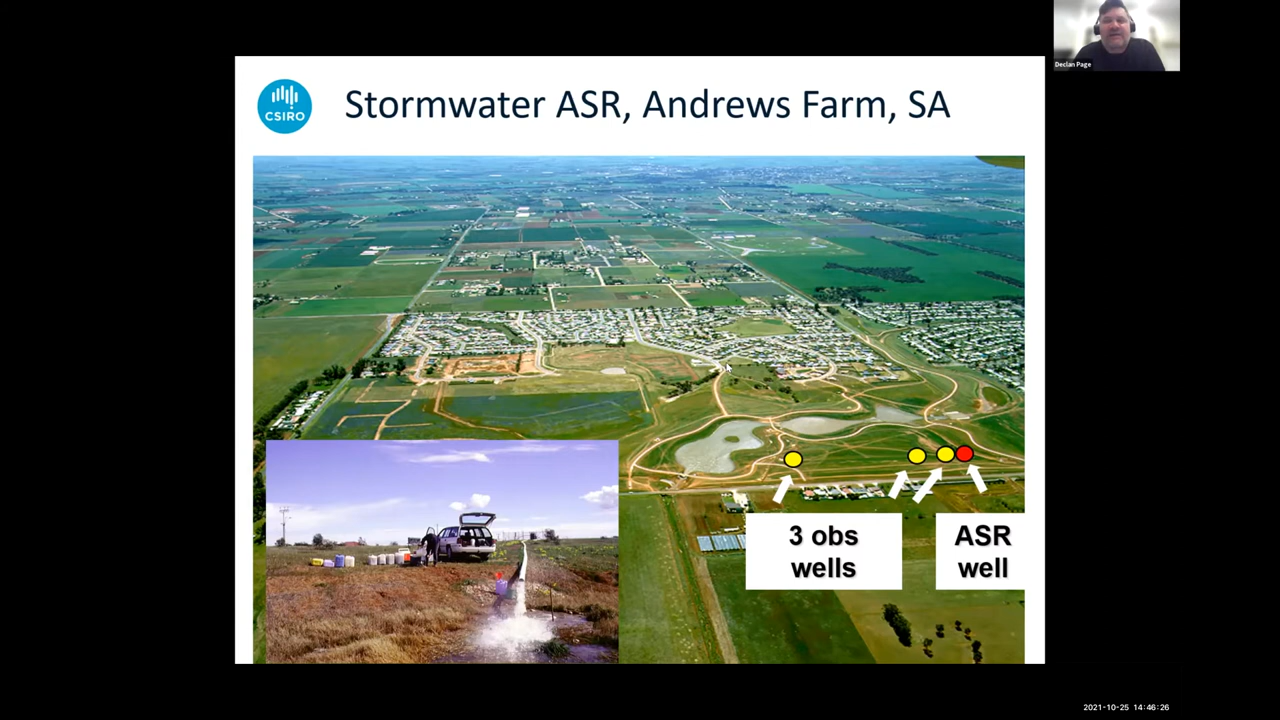 Declan Page
CSIRO
Stormwater ASR, Andrews Farm, SA
3 obs
wells
ASR
well
2021-10-25 14:46:26